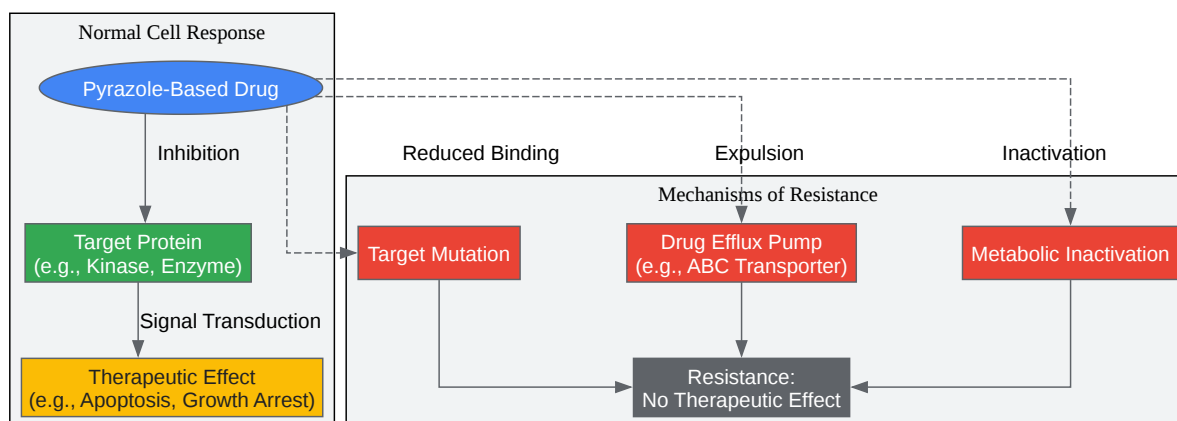 Normal Cell Response
Pyrazole-Based Drug
Inhibition
Reduced Binding
Expulsion
Inactivation
Mechanisms of Resistance
Target Protein
(e.g., Kinase, Enzyme)
Target Mutation
Drug Efflux Pump
(e.g., ABC Transporter)
Metabolic Inactivation
Signal Transduction
Therapeutic Effect
(e.g., Apoptosis, Growth Arrest)
Resistance:
No Therapeutic Effect